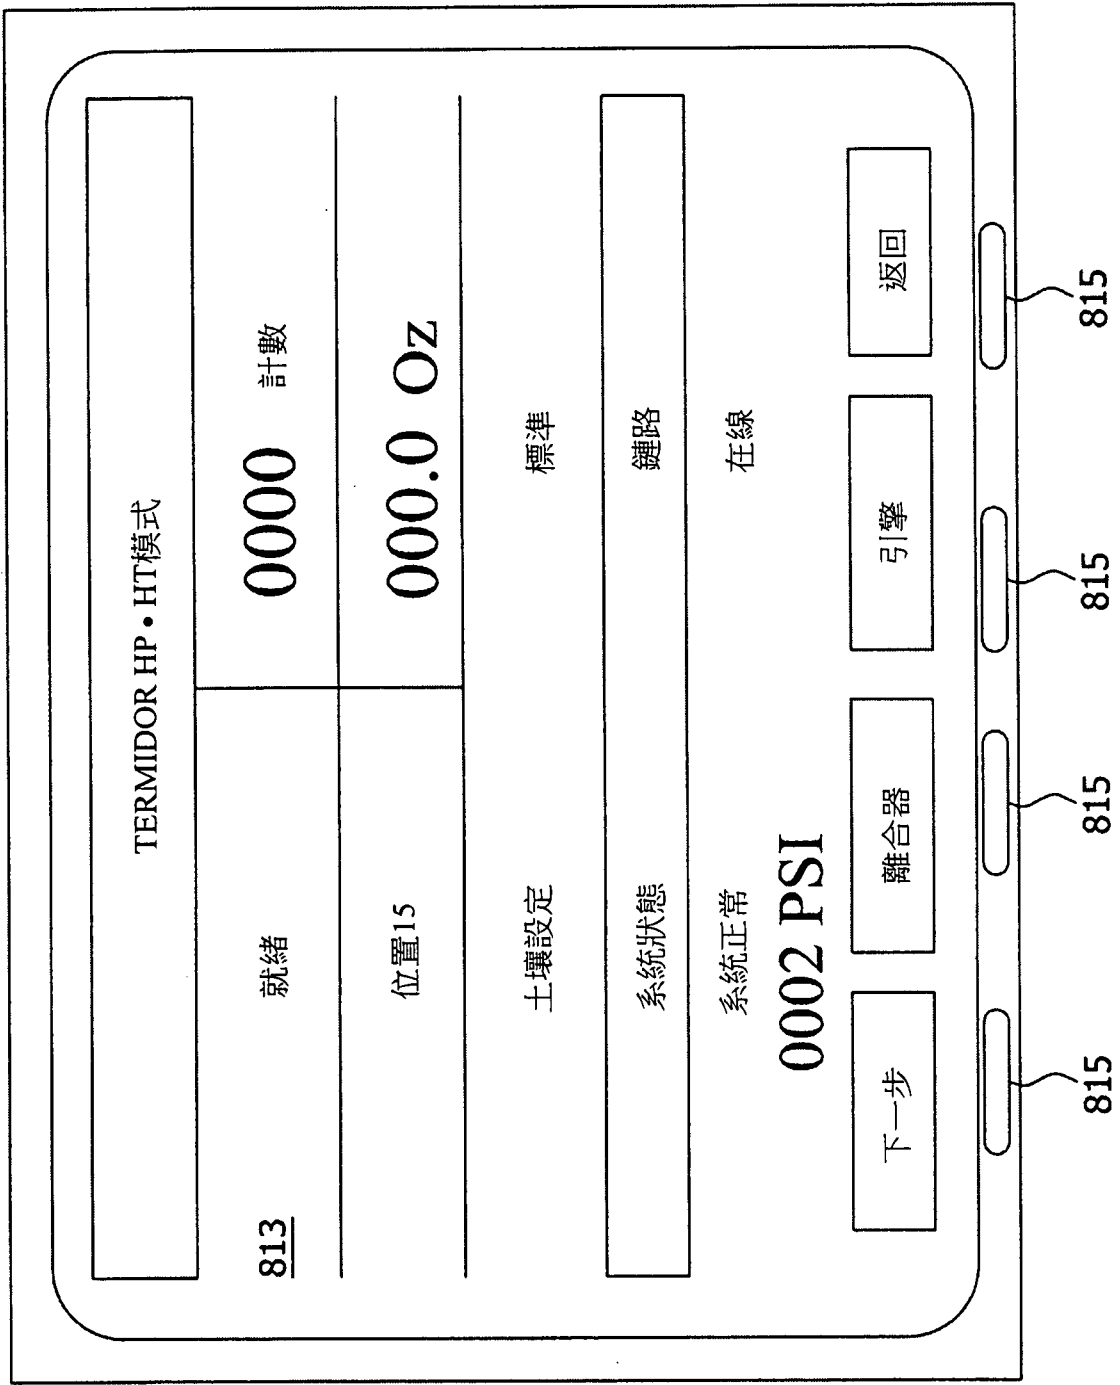 TERMIDOR HP • HT模式
就緒
0000 計數
位置15
000.0 Oz
土壤設定
標準
系統狀態
鏈路
系統正常
在線
0002 PSI
下一步
離合器
引擎
返回
813
815
815
815
815